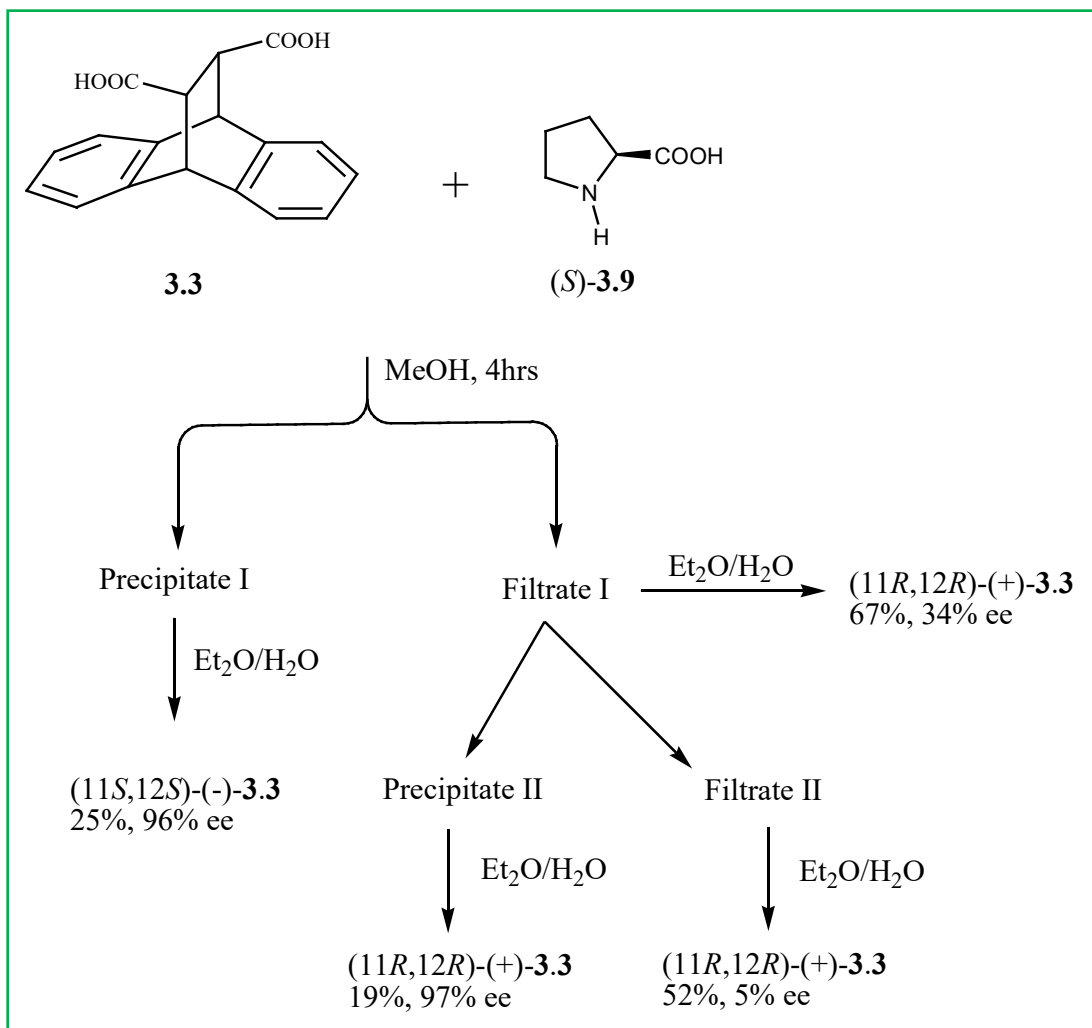 COOH
HOOC
COOH
N
H
+
3.3
(S)-3.9
MeOH, 4hrs
Precipitate I
Filtrate I
Et₂O/H₂O
(11R,12R)-(+)-3.3
67%, 34% ee
Et₂O/H₂O
(11S,12S)-(-)-3.3
25%, 96% ee
Precipitate II
Filtrate II
Et₂O/H₂O
Et₂O/H₂O
(11R,12R)-(+)-3.3
19%, 97% ee
(11R,12R)-(+)-3.3
52%, 5% ee